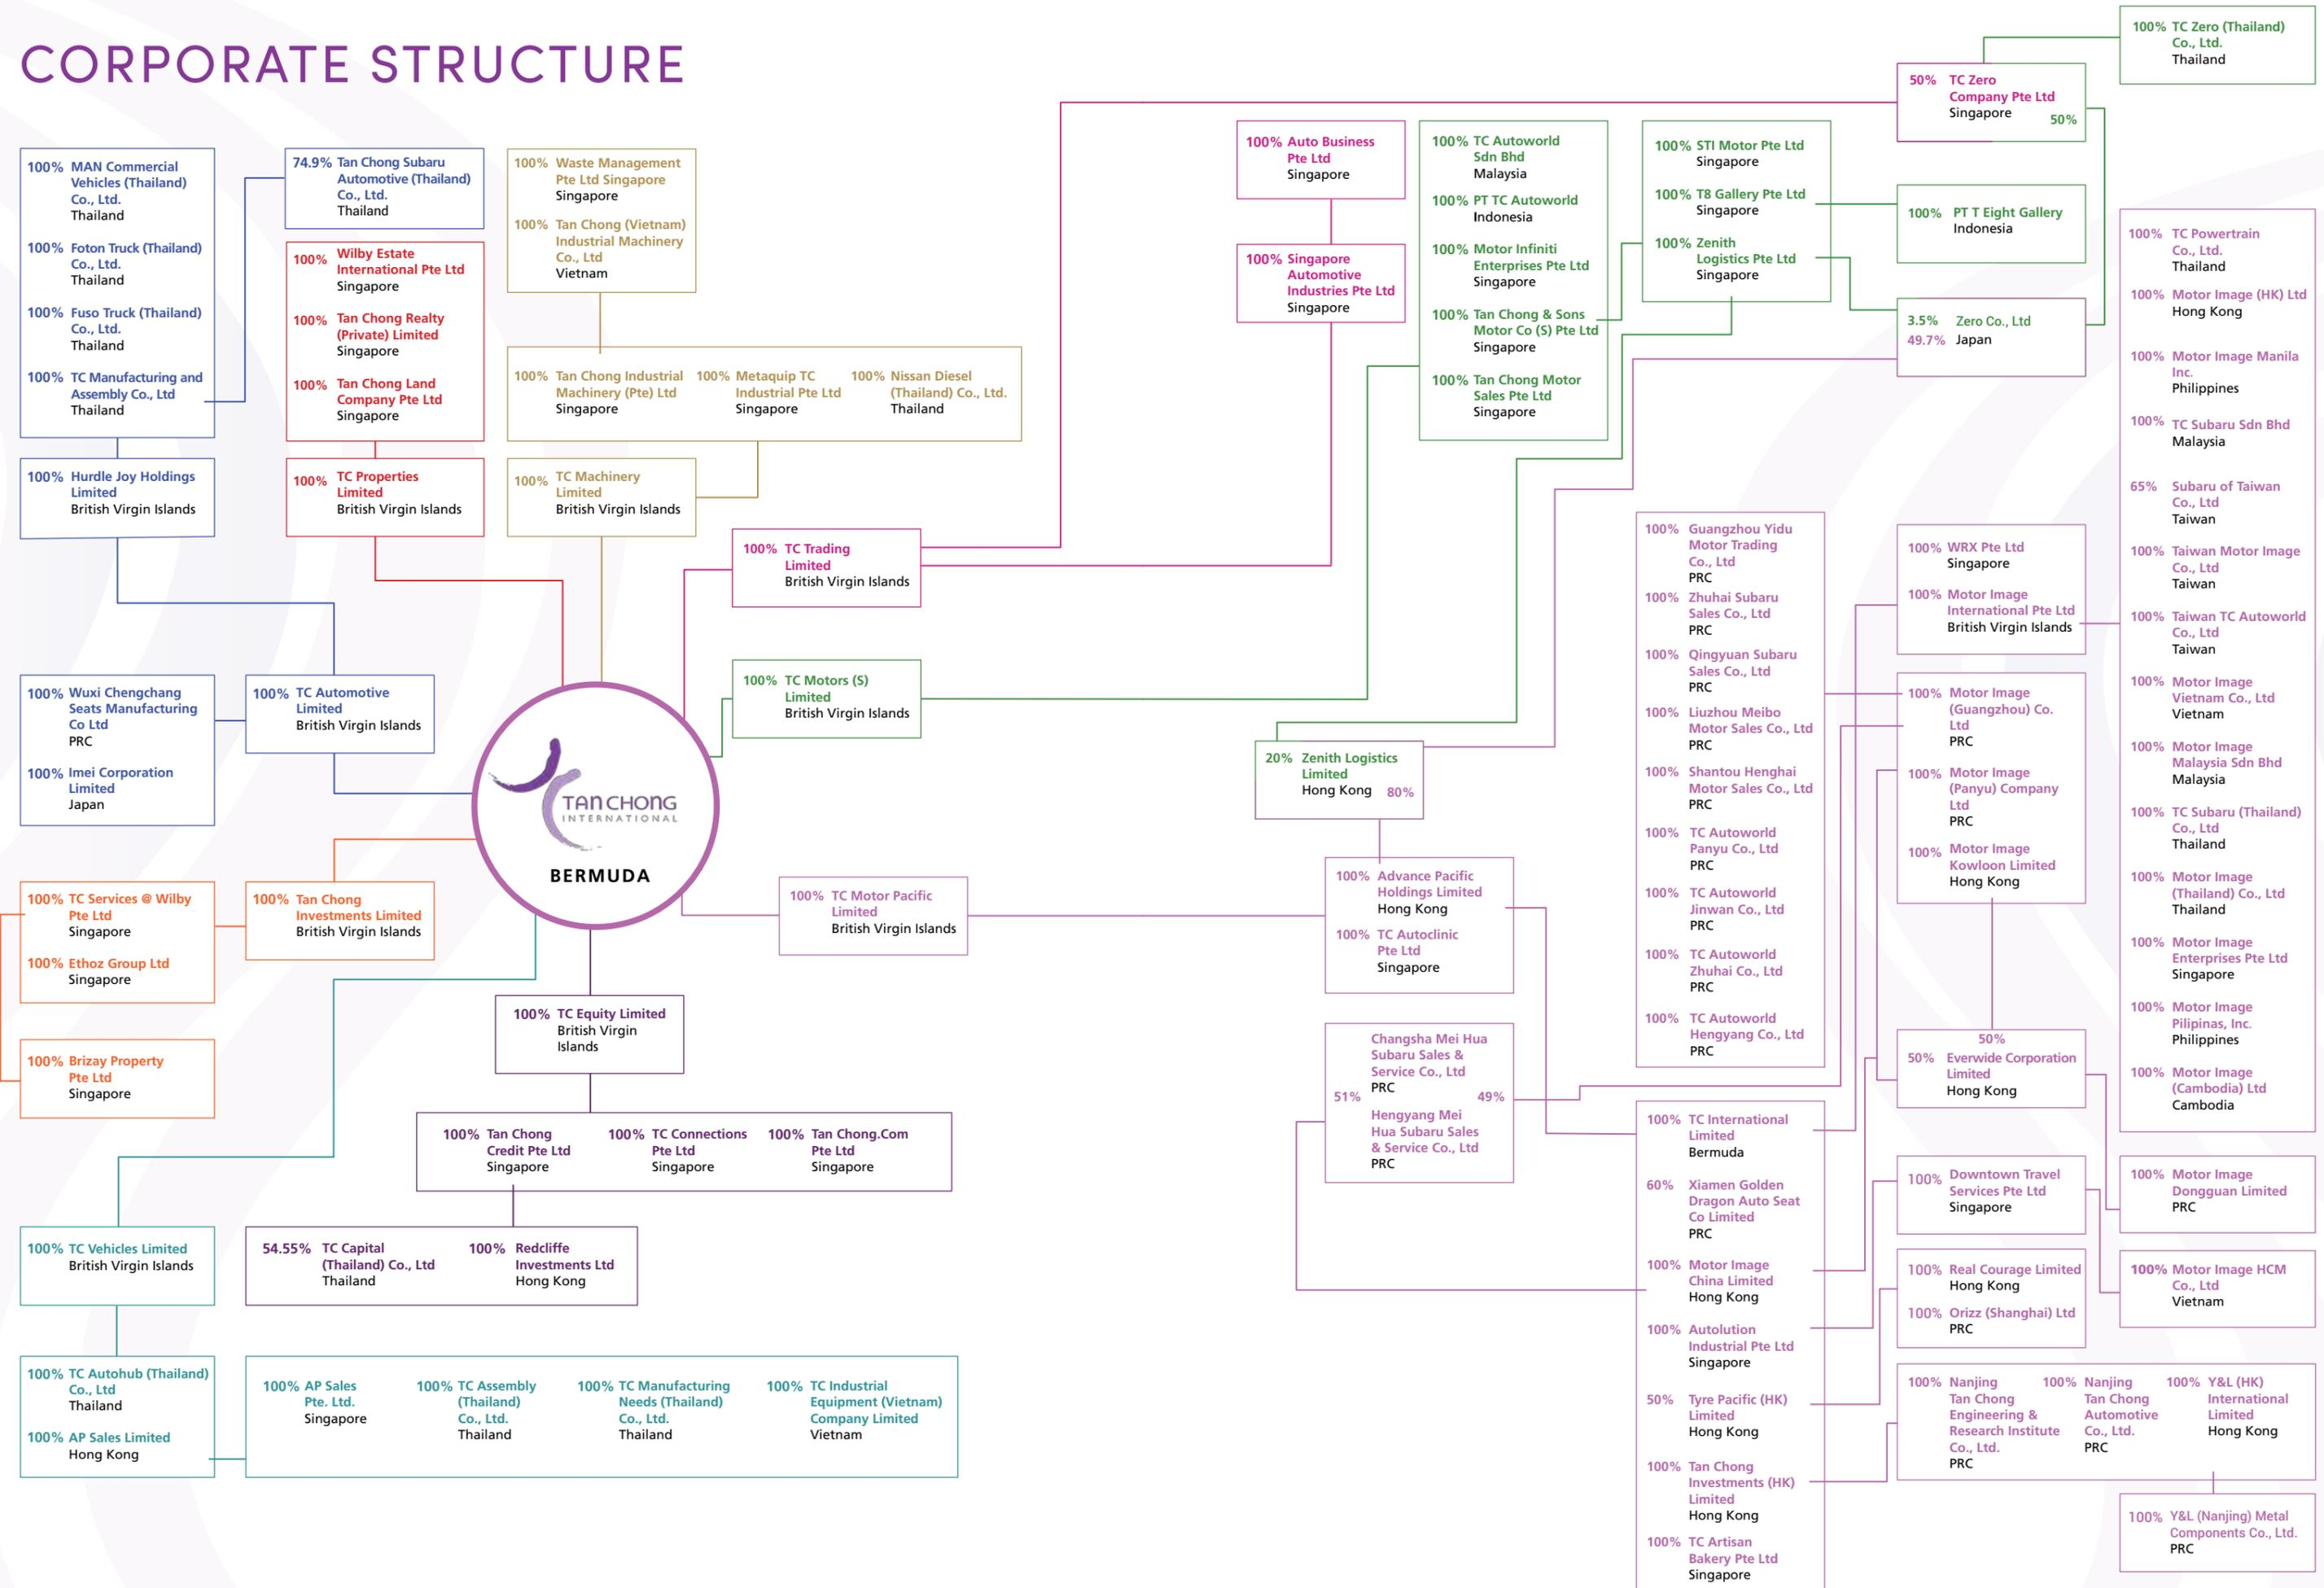 CORPORATE STRUCTURE
100% MAN Commercial
Vehicles (Thailand)
Co., Ltd.
Thailand
100% Foton Truck (Thailand)
Co., Ltd.
Thailand
100% Fuso Truck (Thailand)
Co., Ltd.
Thailand
100% TC Manufacturing and
Assembly Co., Ltd
Thailand
74.9% Tan Chong Subaru
Automotive (Thailand)
Co., Ltd.
Thailand
100% Wilby Estate
International Pte Ltd
Singapore
100% Tan Chong Realty
(Private) Limited
Singapore
100% Tan Chong Land
Company Pte Ltd
Singapore
100% Waste Management
Pte Ltd Singapore
Singapore
100% Tan Chong (Vietnam)
Industrial Machinery
Co., Ltd
Vietnam
100% Tan Chong Industrial
Machinery (Pte) Ltd
Singapore
100% Metaquip TC
Industrial Pte Ltd
Singapore
100% Nissan Diesel
(Thailand) Co., Ltd.
Thailand
100% Hurdle Joy Holdings
Limited
British Virgin Islands
100% TC Properties
Limited
British Virgin Islands
100% TC Machinery
Limited
British Virgin Islands
100% TC Trading
Limited
British Virgin Islands
100% TC Motors (S)
Limited
British Virgin Islands
100% Wuxi Chengchang
Seats Manufacturing
Co Ltd
PRC
100% Imei Corporation
Limited
Japan
100% TC Automotive
Limited
British Virgin Islands
TAN CHONG
INTERNATIONAL
BERMUDA
100% TC Services @ Wilby
Pte Ltd
Singapore
100% Ethoz Group Ltd
Singapore
100% Tan Chong
Investments Limited
British Virgin Islands
100% Brizay Property
Pte Ltd
Singapore
100% TC Motor Pacific
Limited
British Virgin Islands
100% TC Equity Limited
British Virgin
Islands
100% Tan Chong
Credit Pte Ltd
Singapore
100% TC Connections
Pte Ltd
Singapore
100% Tan Chong.Com
Pte Ltd
Singapore
54.55% TC Capital
(Thailand) Co., Ltd
Thailand
100% Redcliffe
Investments Ltd
Hong Kong
100% TC Vehicles Limited
British Virgin Islands
100% TC Autohub (Thailand)
Co., Ltd
Thailand
100% AP Sales Limited
Hong Kong
100% AP Sales
Pte. Ltd.
Singapore
100% TC Assembly
(Thailand)
Co., Ltd.
Thailand
100% TC Manufacturing
Needs (Thailand)
Co., Ltd.
Thailand
100% TC Industrial
Equipment (Vietnam)
Company Limited
Vietnam
100% Auto Business
Pte Ltd
Singapore
100% Singapore
Automotive
Industries Pte Ltd
Singapore
100% TC Autoworld
Sdn Bhd
Malaysia
100% PT TC Autoworld
Indonesia
100% Motor Infiniti
Enterprises Pte Ltd
Singapore
100% Tan Chong & Sons
Motor Co (S) Pte Ltd
Singapore
100% Tan Chong Motor
Sales Pte Ltd
Singapore
100% STI Motor Pte Ltd
Singapore
100% T8 Gallery Pte Ltd
Singapore
100% Zenith
Logistics Pte Ltd
Singapore
50% TC Zero
Company Pte Ltd
Singapore
50%
100% TC Zero (Thailand)
Co., Ltd.
Thailand
100% PT T Eight Gallery
Indonesia
3.5% Zero Co., Ltd
49.7% Japan
20% Zenith Logistics
Limited
Hong Kong 80%
100% Advance Pacific
Holdings Limited
Hong Kong
100% TC Autoclinic
Pte Ltd
Singapore
Changsha Mei Hua
Subaru Sales &
Service Co., Ltd
PRC
51% 49%
Hengyang Mei
Hua Subaru Sales
& Service Co., Ltd
PRC
100% Guangzhou Yidu
Motor Trading
Co., Ltd
PRC
100% Zhuhai Subaru
Sales Co., Ltd
PRC
100% Qingyuan Subaru
Sales Co., Ltd
PRC
100% Liuzhou Meibo
Motor Sales Co., Ltd
PRC
100% Shantou Henghai
Motor Sales Co., Ltd
PRC
100% TC Autoworld
Panyu Co., Ltd
PRC
100% TC Autoworld
Jinwan Co., Ltd
PRC
100% TC Autoworld
Zhuhai Co., Ltd
PRC
100% TC Autoworld
Hengyang Co., Ltd
PRC
100% TC International
Limited
Bermuda
60% Xiamen Golden
Dragon Auto Seat
Co Limited
PRC
100% Motor Image
China Limited
Hong Kong
100% Autolution
Industrial Pte Ltd
Singapore
50% Tyre Pacific (HK)
Limited
Hong Kong
100% Tan Chong
Investments (HK)
Limited
Hong Kong
100% TC Artisan
Bakery Pte Ltd
Singapore
100% WRX Pte Ltd
Singapore
100% Motor Image
International Pte Ltd
British Virgin Islands
100% Motor Image
(Guangzhou) Co.
Ltd
PRC
100% Motor Image
(Panyu) Company
Ltd
PRC
100% Motor Image
Kowloon Limited
Hong Kong
50%
50% Everwide Corporation
Limited
Hong Kong
100% Downtown Travel
Services Pte Ltd
Singapore
100% Real Courage Limited
Hong Kong
100% Orizz (Shanghai) Ltd
PRC
100% Nanjing
Tan Chong
Engineering &
Research Institute
Co., Ltd.
PRC
100% Nanjing
Tan Chong
Automotive
Co., Ltd.
PRC
100% Y&L (HK)
International
Limited
Hong Kong
100% TC Powertrain
Co., Ltd.
Thailand
100% Motor Image (HK) Ltd
Hong Kong
100% Motor Image Manila
Inc.
Philippines
100% TC Subaru Sdn Bhd
Malaysia
65% Subaru of Taiwan
Co., Ltd
Taiwan
100% Taiwan Motor Image
Co., Ltd
Taiwan
100% Taiwan TC Autoworld
Co., Ltd
Taiwan
100% Motor Image
Vietnam Co., Ltd
Vietnam
100% Motor Image
Malaysia Sdn Bhd
Malaysia
100% TC Subaru (Thailand)
Co., Ltd
Thailand
100% Motor Image
(Thailand) Co., Ltd
Thailand
100% Motor Image
Enterprises Pte Ltd
Singapore
100% Motor Image
Pilipinas, Inc.
Philippines
100% Motor Image
(Cambodia) Ltd
Cambodia
100% Motor Image
Dongguan Limited
PRC
100% Motor Image HCM
Co., Ltd
Vietnam
100% Y&L (Nanjing) Metal
Components Co., Ltd.
PRC